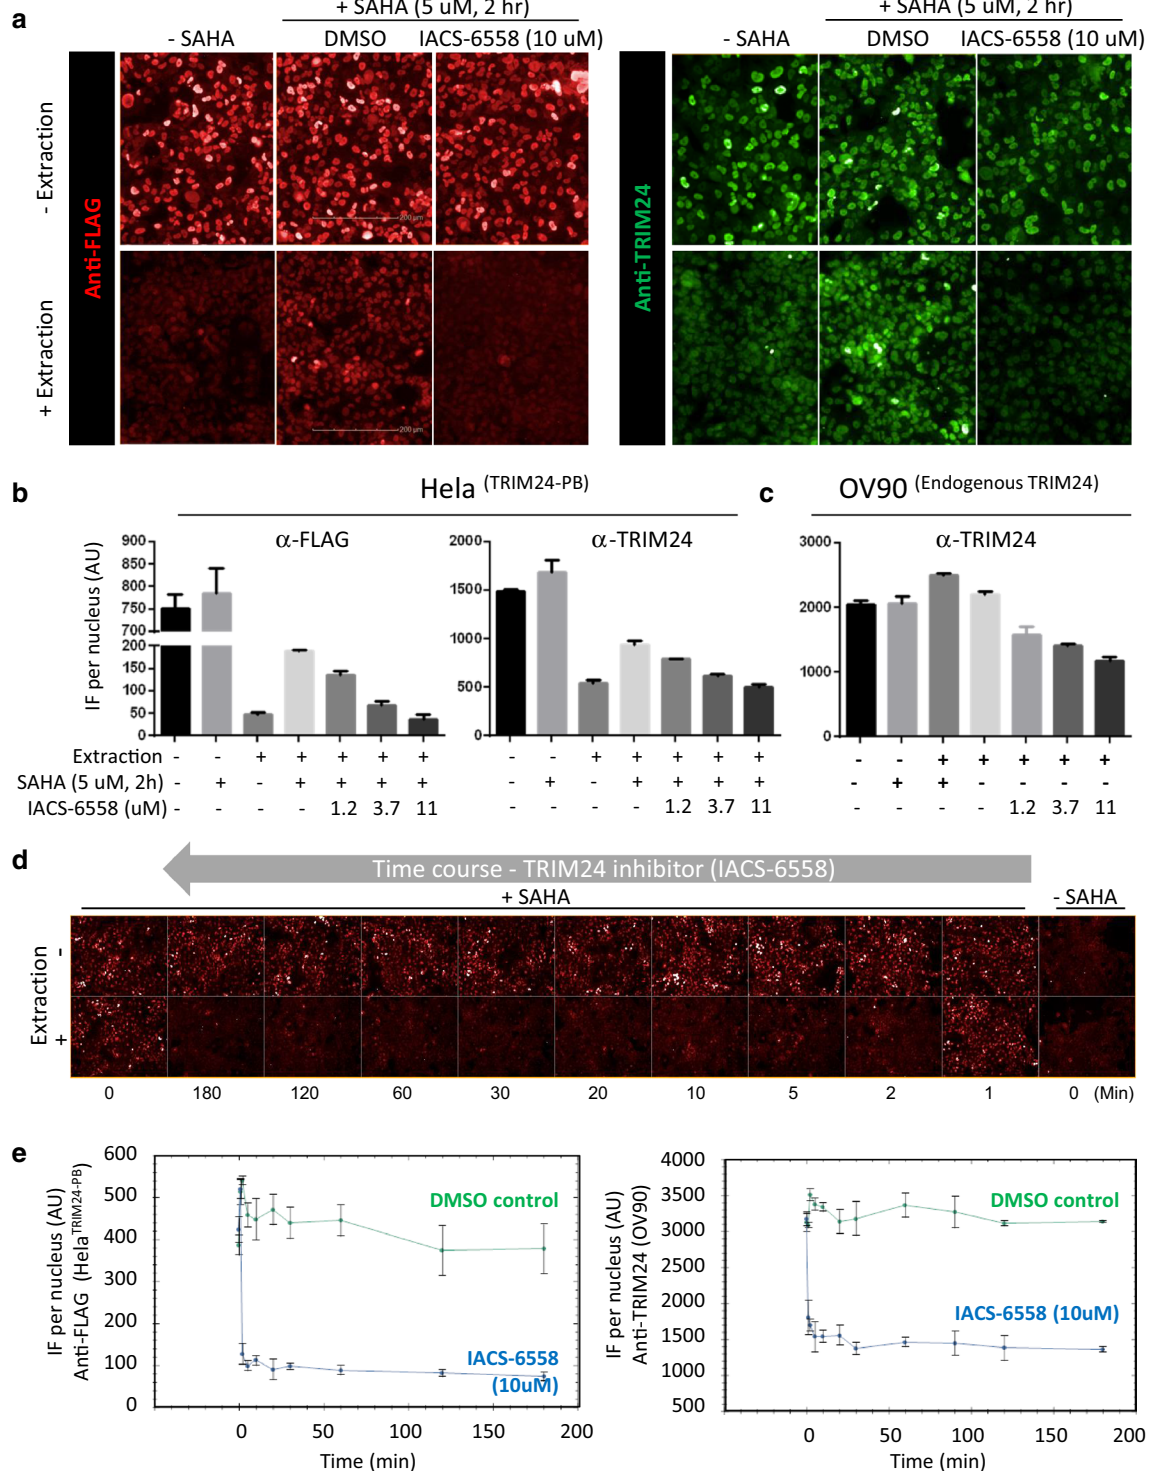 a
+ SAHA (5 uM, 2 hr)
- SAHA
DMSO
IACS-6558 (10 uM)
+ SAHA (5 uM, 2 hr)
- SAHA
DMSO
IACS-6558 (10 uM)
- Extraction
+ Extraction
Anti-FLAG
Anti-TRIM24
200 µm
200 µm
b
Hela (TRIM24-PB)
c
OV90 (Endogenous TRIM24)
α-FLAG
α-TRIM24
α-TRIM24
IF per nucleus (AU)
900
850
800
750
700
200
150
100
50
0
2000
1500
1000
500
0
3000
2000
1000
0
Extraction - - + + + + + - - + + + + + - - + + + + +
SAHA (5 uM, 2h) - + - + + + + - + - + + + + - + + - - - -
IACS-6558 (uM) - - - - 1.2 3.7 11 - - - - 1.2 3.7 11 - - - - 1.2 3.7 11
d
Time course - TRIM24 inhibitor (IACS-6558)
+ SAHA
- SAHA
Extraction
-
+
0 180 120 60 30 20 10 5 2 1 0 (Min)
e
IF per nucleus (AU)
Anti-FLAG (Hela TRIM24-PB)
600
500
400
300
200
100
0
DMSO control
IACS-6558
(10uM)
0 50 100 150 200
Time (min)
IF per nucleus (AU)
Anti-TRIM24 (OV90)
4000
3500
3000
2000
1500
1000
500
DMSO control
IACS-6558 (10uM)
0 50 100 150 200
Time (min)